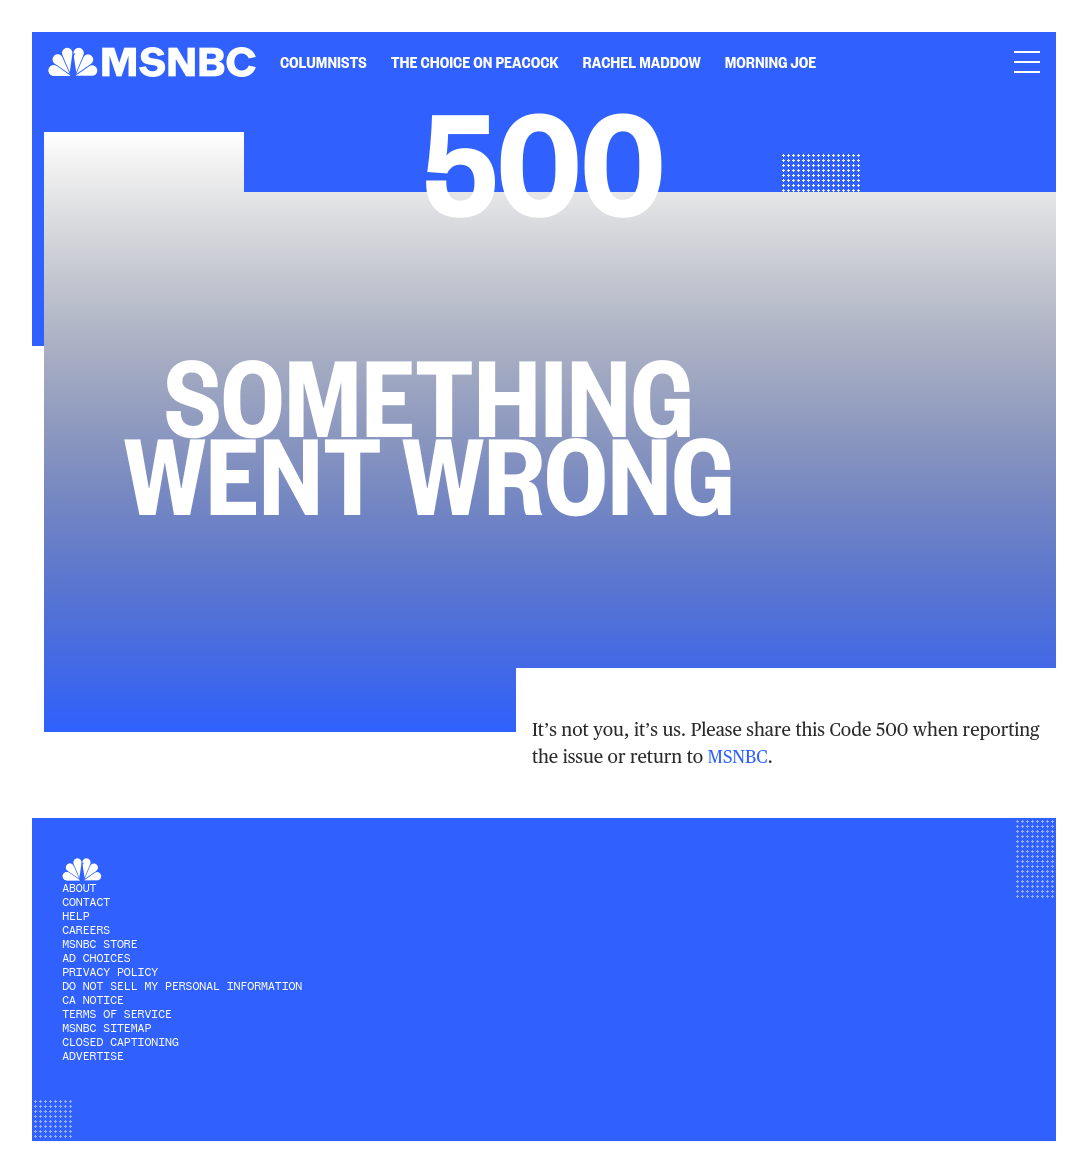 MSNBC
COLUMNISTS THE CHOICE ON PEACOCK RACHEL MADDOW MORNING JOE
500
SOMETHING
WENT WRONG
It’s not you, it’s us. Please share this Code 500 when reporting
the issue or return to MSNBC.
ABOUT
CONTACT
HELP
CAREERS
MSNBC STORE
AD CHOICES
PRIVACY POLICY
DO NOT SELL MY PERSONAL INFORMATION
CA NOTICE
TERMS OF SERVICE
MSNBC SITEMAP
CLOSED CAPTIONING
ADVERTISE